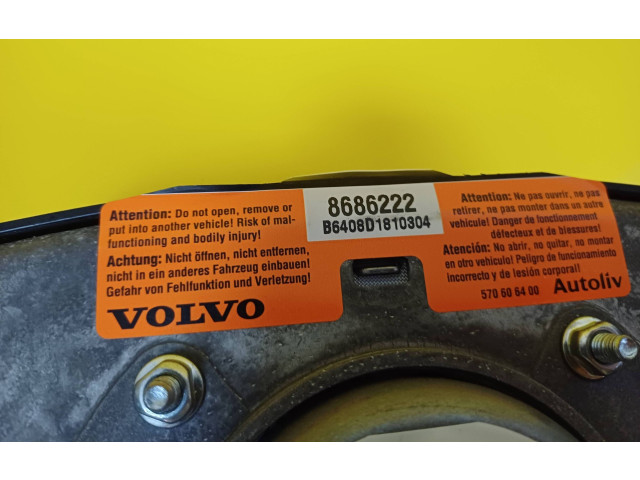 Attention: Do not open, remove or
put into another vehicle! Risk of mal-
functioning and bodily injury!
Achtung: Nicht öffnen, nicht entfernen,
nicht in ein anderes Fahrzeug einbauen!
Gefahr von Fehlfunktion und Verletzung!
VOLVO
8686222
B6408D1810304
Attention: Ne pas ouvrir, ne pas
retirer, ne pas monter dans un autre
véhicule! Danger de fonctionnement
défecteux et de biessures!
Atención: No abrir, no quitar, no montar
en otro vehículo! Peligro de funcionamiento
incorrecto y de lesión corporal!
570 60 64 00 Autoliv